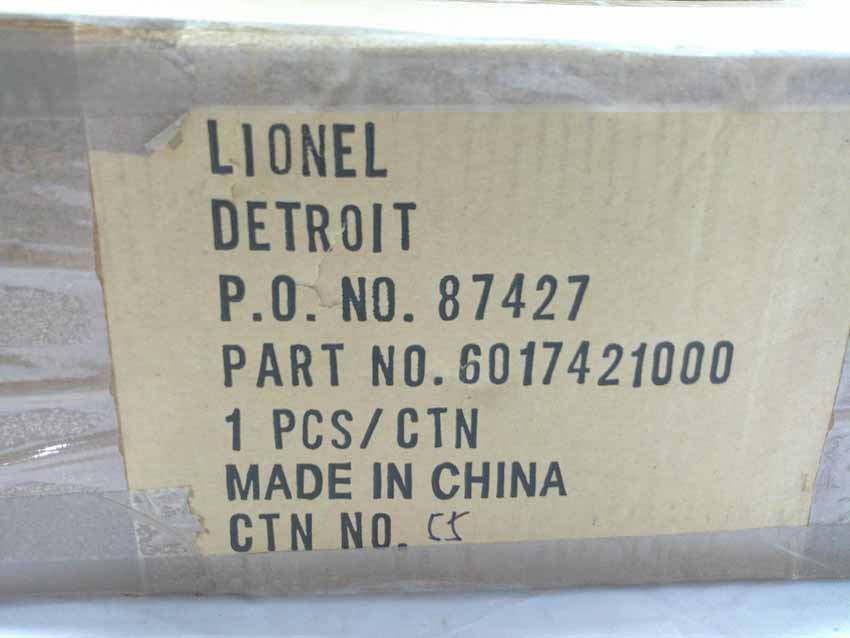 LIONEL
DETROIT
P.O. NO. 87427
PART NO. 6017421000
1 PCS/CTN
MADE IN CHINA
CTN NO.